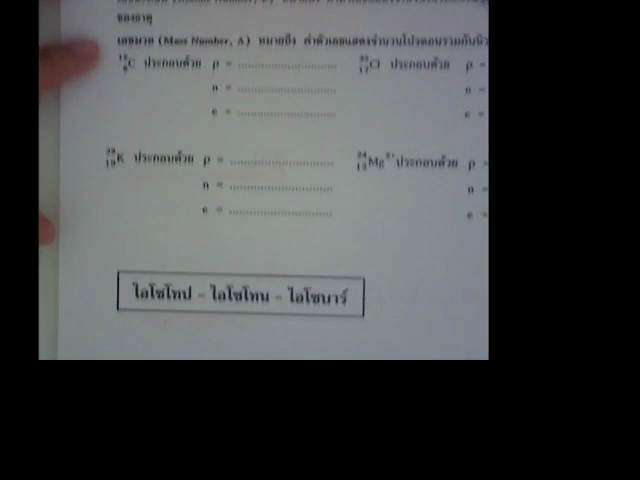 ของธาตุ
เลขมวล (Mass Number, A) หมายถึง ค่าตัวเลขแสดงจำนวนโปรตอนรวมกับนิว
C ประกอบด้วย p = .......................... Cl ประกอบด้วย p =
n = .......................... n =
e = .......................... e =
K ประกอบด้วย p = .......................... Mg ประกอบด้วย p =
n = .......................... n =
e = .......................... e =
ไอโซโทป - ไอโซโทน - ไอโซบาร์